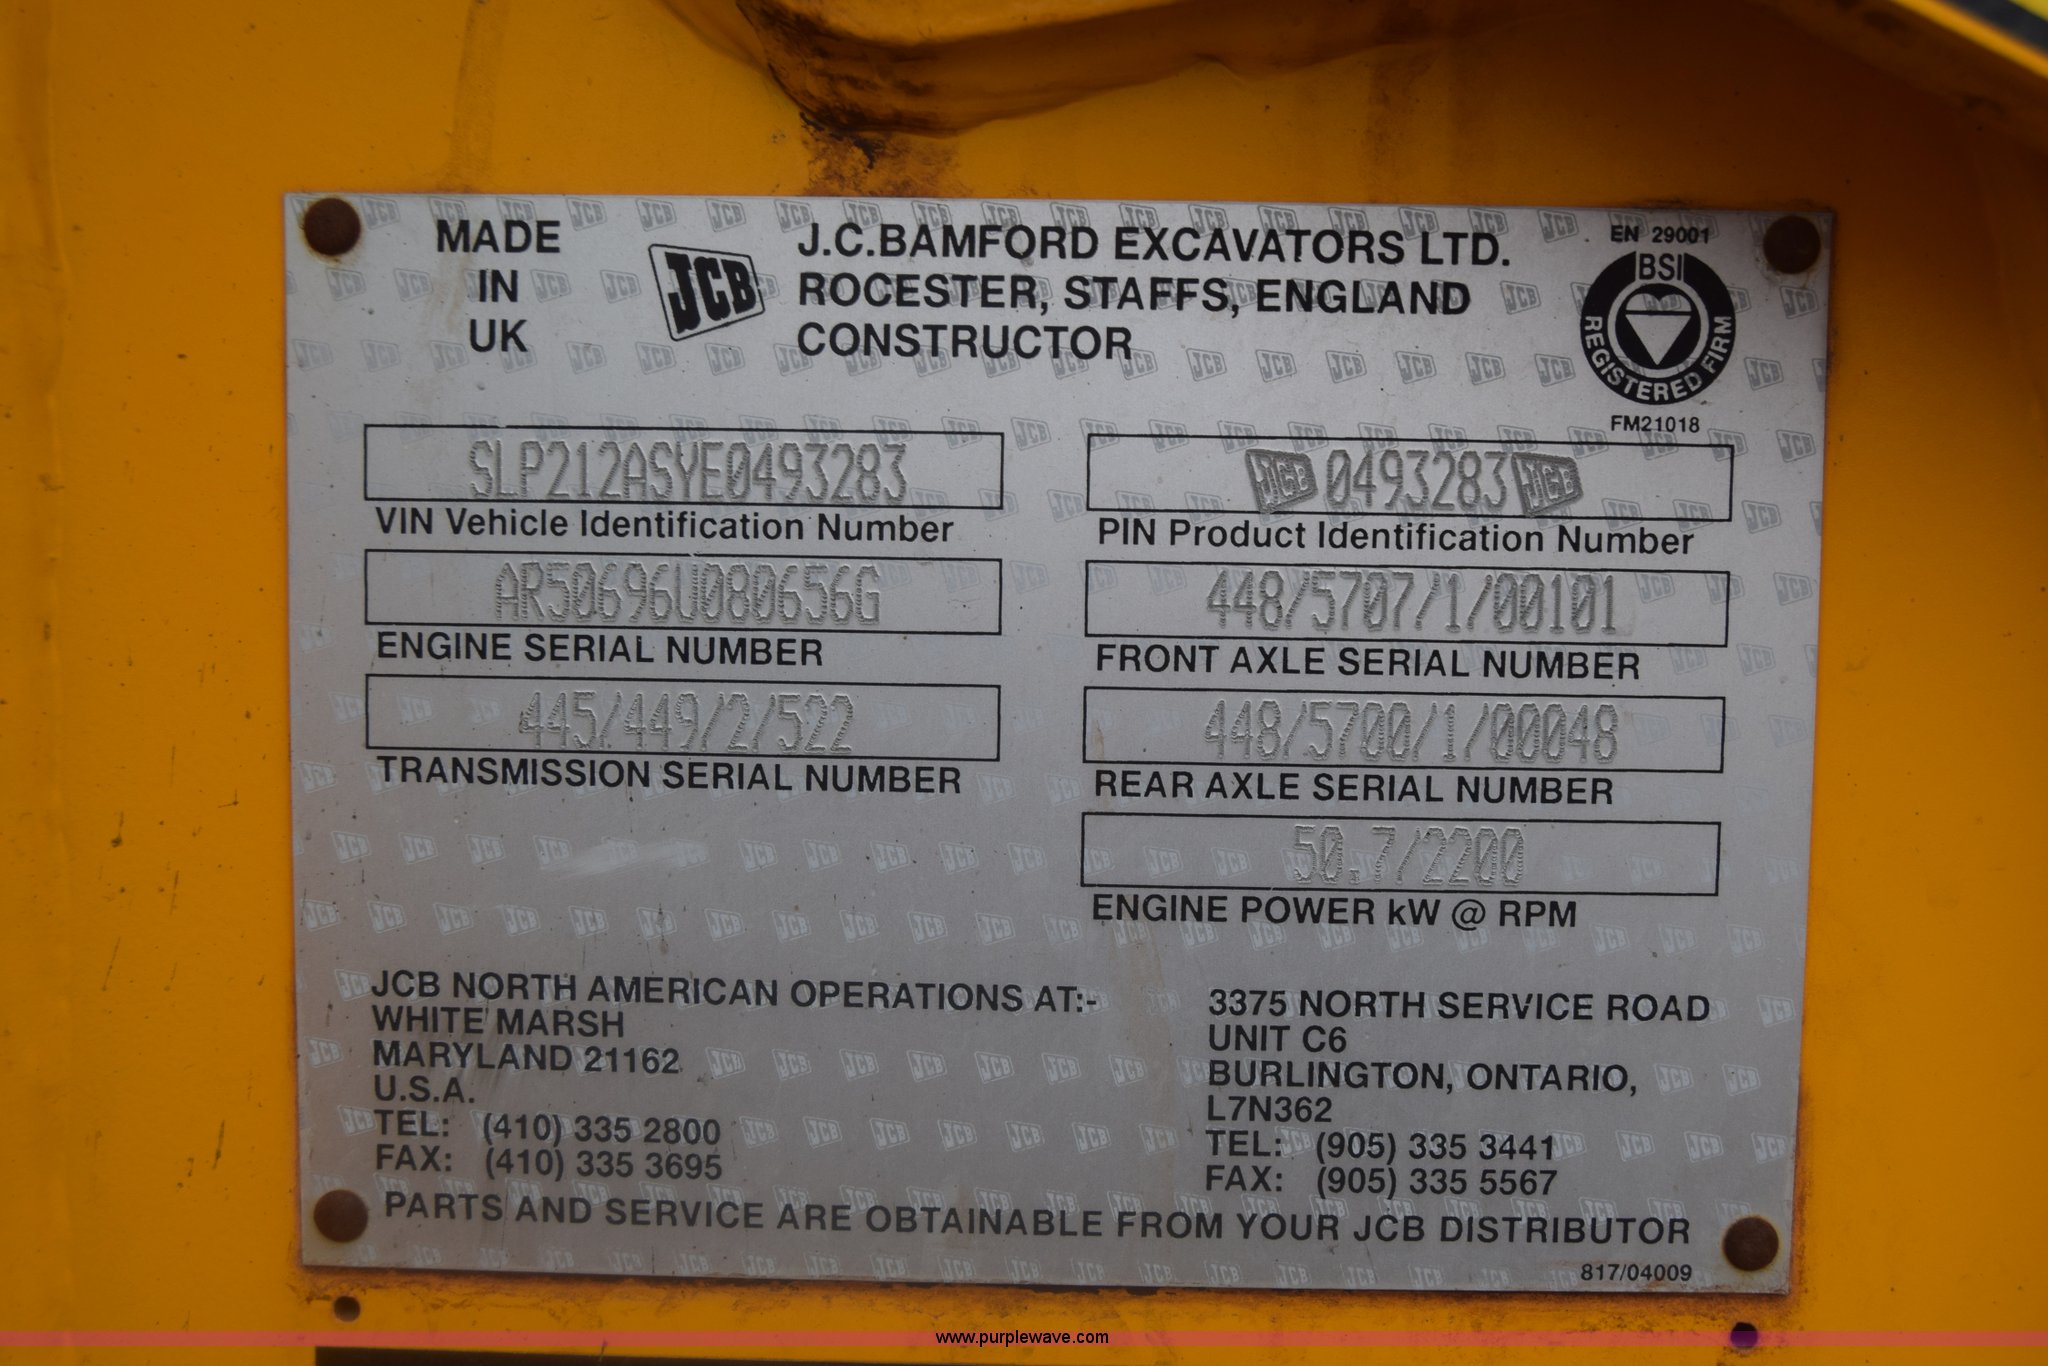 MADE
IN
UK
JCB
J.C.BAMFORD EXCAVATORS LTD.
ROCESTER, STAFFS, ENGLAND
CONSTRUCTOR
EN 29001
BSI
REGISTERED FIRM
FM21018
SLP212ASYE0493283
VIN Vehicle Identification Number
JCB 0493283 JCB
PIN Product Identification Number
AR50696U080656G
ENGINE SERIAL NUMBER
448/5707/1/00101
FRONT AXLE SERIAL NUMBER
445/449/2/522
TRANSMISSION SERIAL NUMBER
448/5700/1/00048
REAR AXLE SERIAL NUMBER
50.7/2200
ENGINE POWER kW @ RPM
JCB NORTH AMERICAN OPERATIONS AT:-
WHITE MARSH
MARYLAND 21162
U.S.A.
TEL: (410) 335 2800
FAX: (410) 335 3695
3375 NORTH SERVICE ROAD
UNIT C6
BURLINGTON, ONTARIO,
L7N362
TEL: (905) 335 3441
FAX: (905) 335 5567
PARTS AND SERVICE ARE OBTAINABLE FROM YOUR JCB DISTRIBUTOR
817/04009
www.purplewave.com